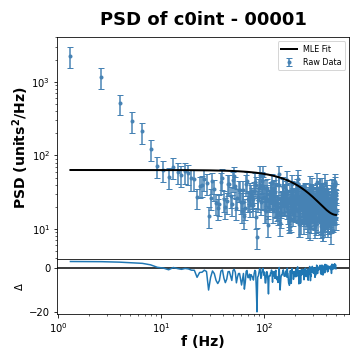 PSD of c0int - 00001
MLE Fit
Raw Data
PSD (units²/Hz)
10³
10²
10¹
0
−20
Δ
10⁰
10¹
10²
f (Hz)